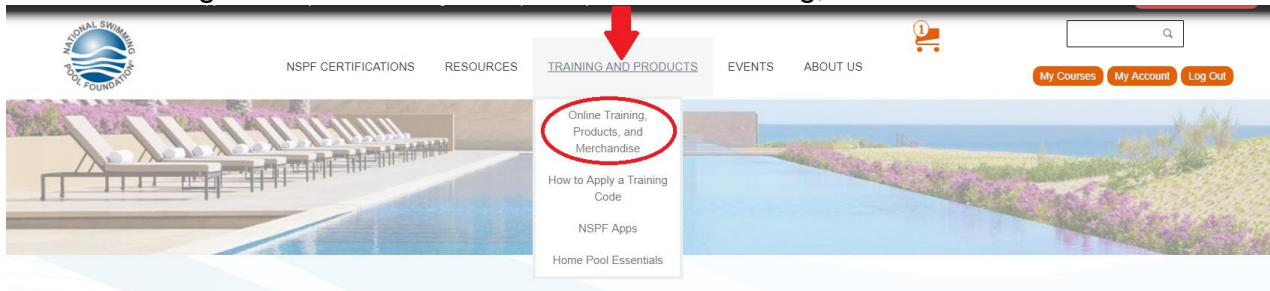 NATIONAL SWIMMING
POOL FOUNDATION®
1
NSPF CERTIFICATIONS
RESOURCES
TRAINING AND PRODUCTS
EVENTS
ABOUT US
My Courses
My Account
Log Out
Online Training,
Products, and
Merchandise
How to Apply a Training
Code
NSPF Apps
Home Pool Essentials